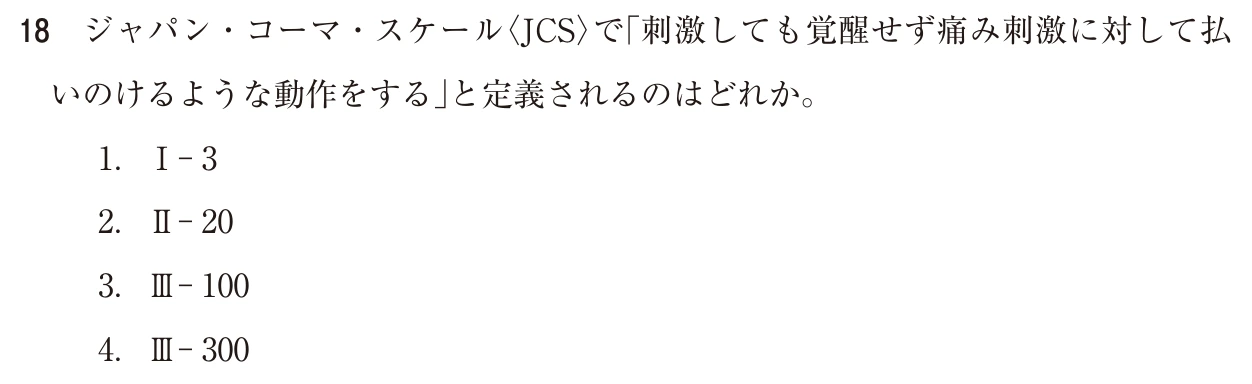 18 ジャパン・コーマ・スケール〈JCS〉で「刺激しても覚醒せず痛み刺激に対して払
いのけるような動作をする」と定義されるのはどれか。
1. Ⅰ-3
2. Ⅱ-20
3. Ⅲ-100
4. Ⅲ-300